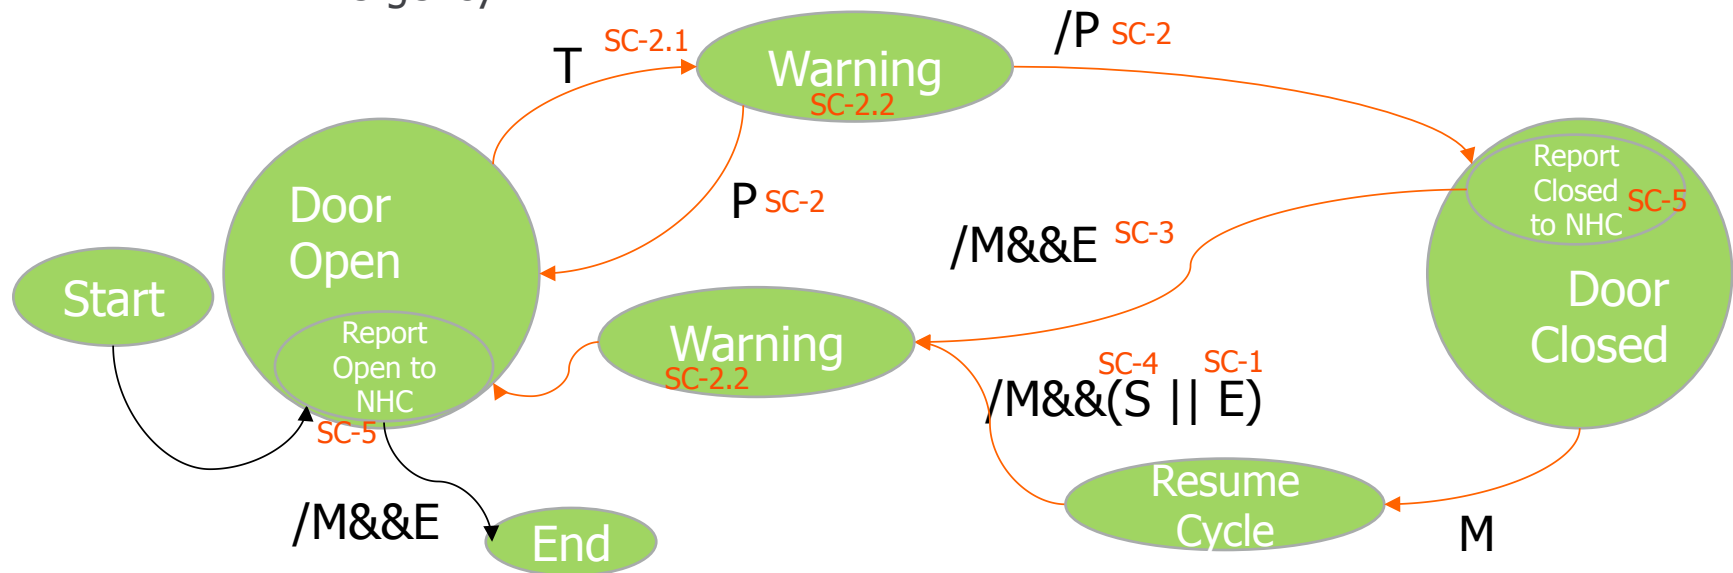 T SC-2.1
Warning
SC-2.2
/P SC-2
Door
Open
P SC-2
Report
Closed
to NHC
SC-5
/M&&E SC-3
Start
Door
Closed
Report
Open to
NHC
SC-5
Warning
SC-2.2
SC-4 SC-1
/M&&(S || E)
Resume
Cycle
M
/M&&E
End